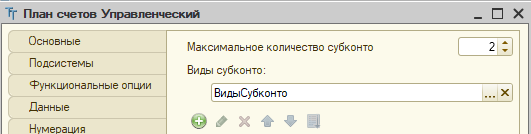 План счетов Управленческий
Основные
Максимальное количество субконто 2
Подсистемы
Виды субконто:
Функциональные опции
ВидыСубконто ...
Данные
Нумерация